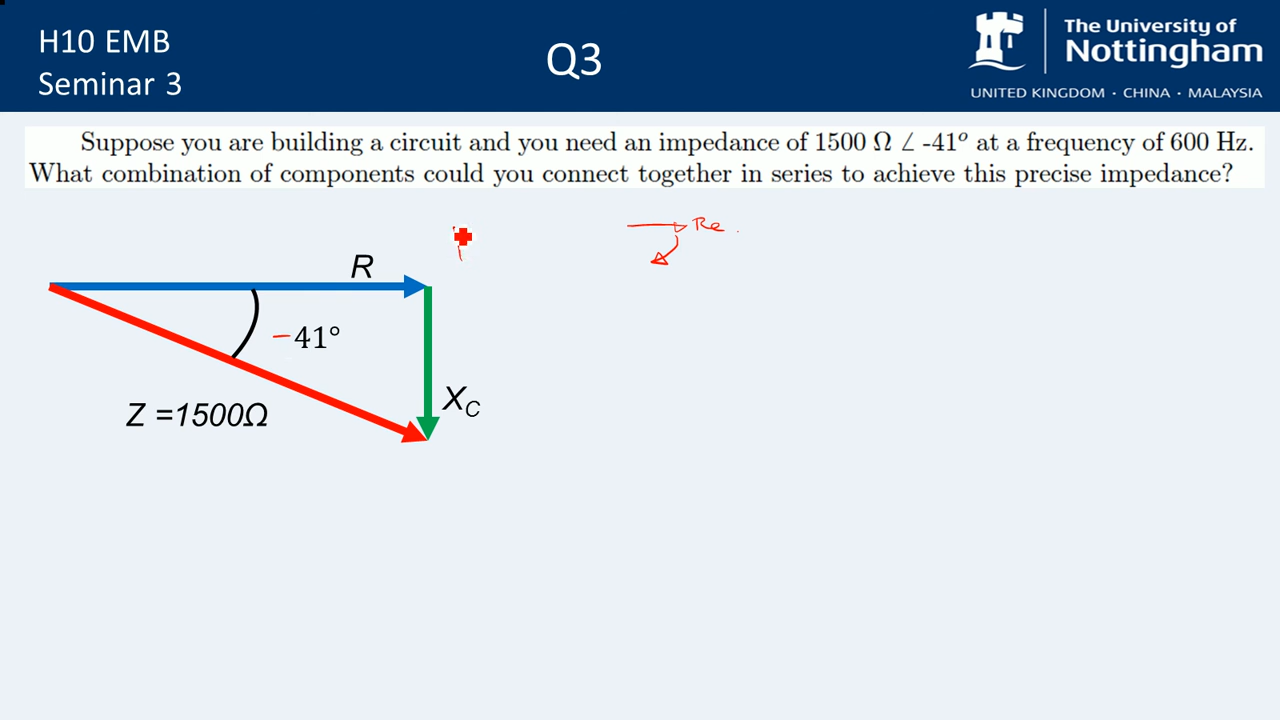 H10 EMB
Seminar 3
Q3
The University of
Nottingham
UNITED KINGDOM · CHINA · MALAYSIA
Suppose you are building a circuit and you need an impedance of 1500 Ω ∠ -41° at a frequency of 600 Hz.
What combination of components could you connect together in series to achieve this precise impedance?
Re
R
-41°
Z =1500Ω
XC